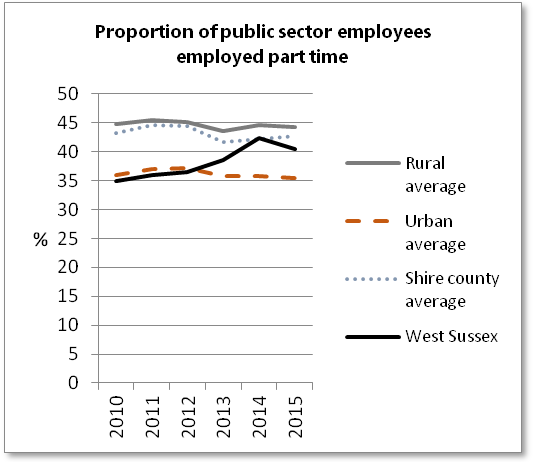 Proportion of public sector employees
employed part time
50
45
40
35
30
25
20
15
10
5
0
%
2010
2011
2012
2013
2014
2015
Rural
average
Urban
average
Shire county
average
West Sussex